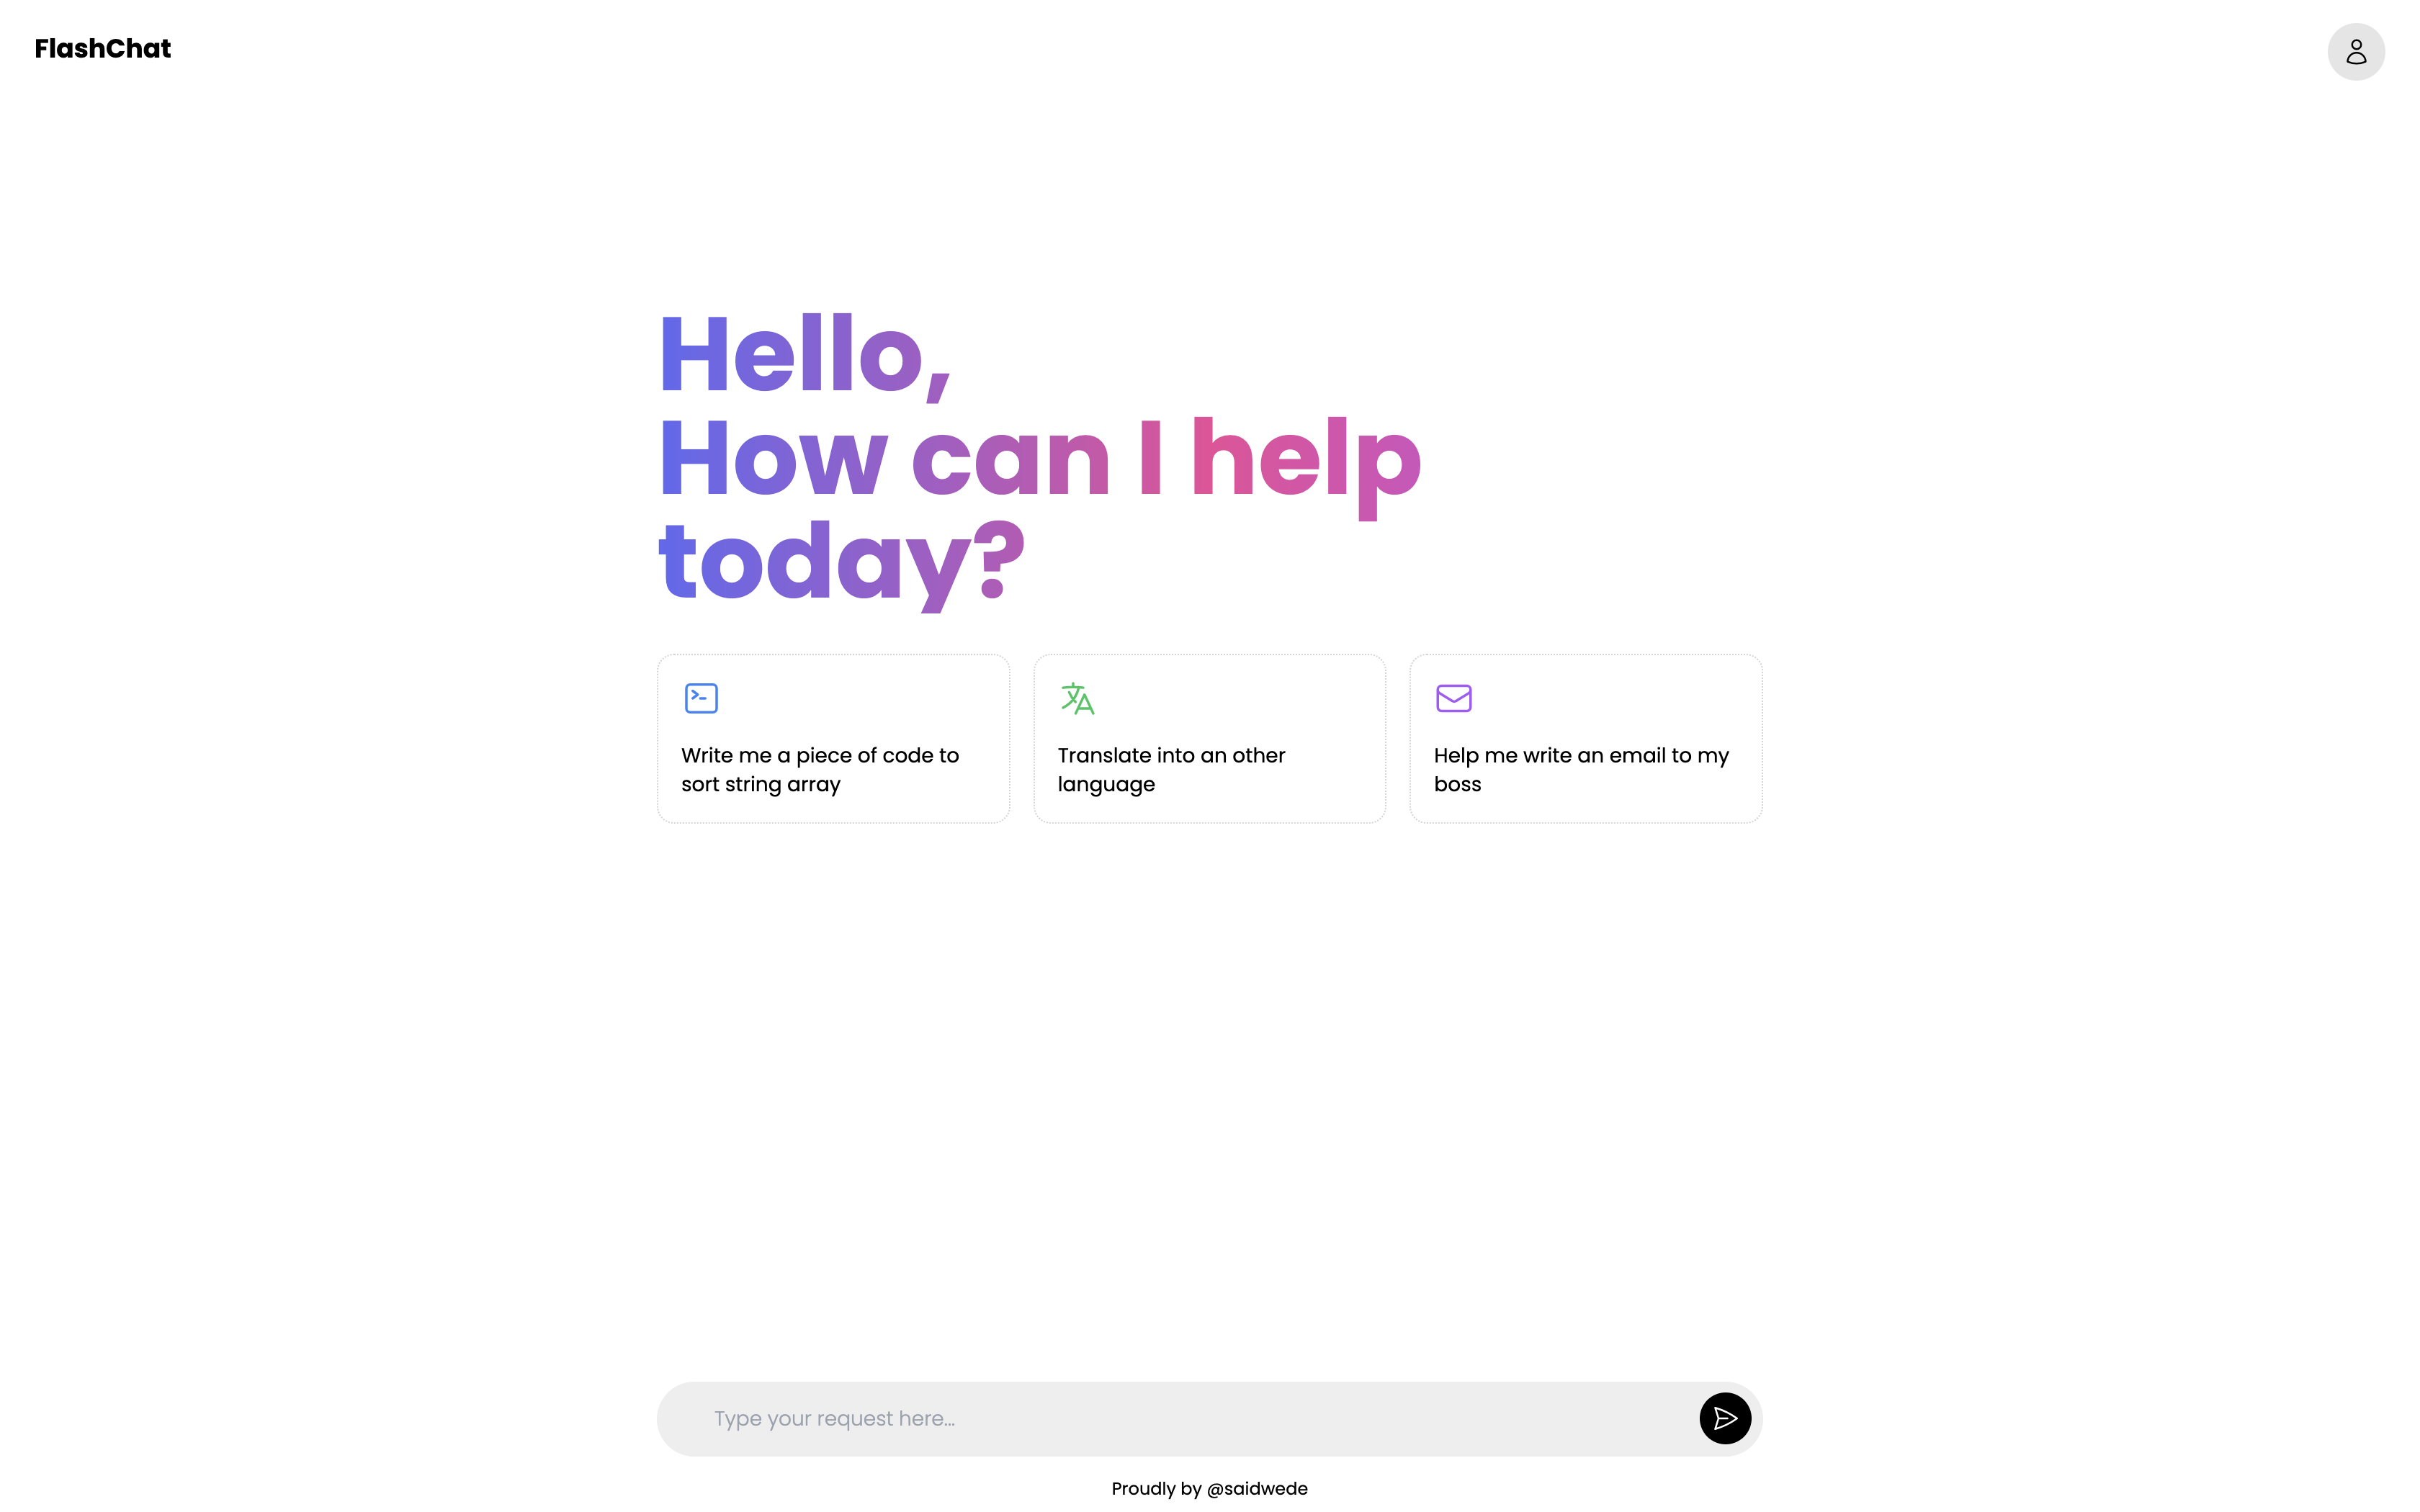 FlashChat
Hello,
How can I help
today?
Write me a piece of code to
sort string array
Translate into an other
language
Help me write an email to my
boss
Type your request here...
Proudly by @saidwede